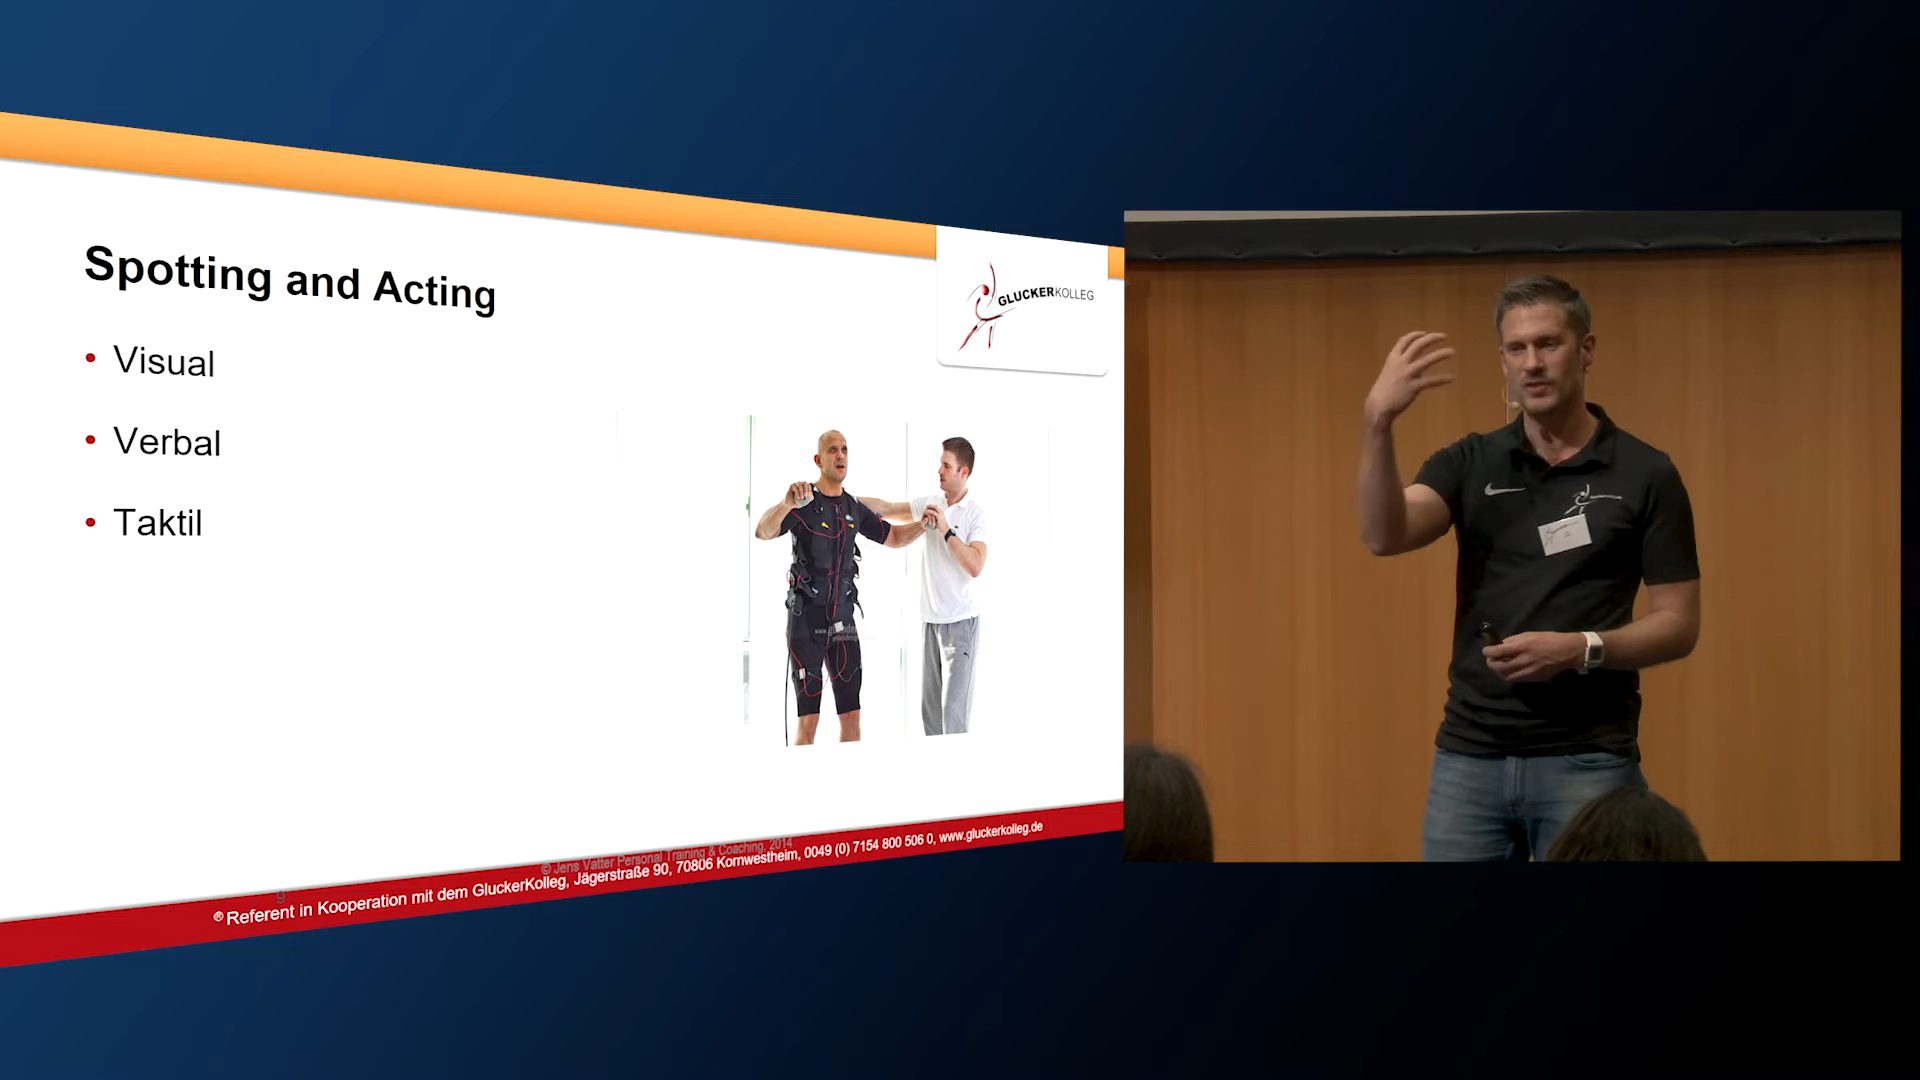 Spotting and Acting
GLUCKERKOLLEG
• Visual
• Verbal
• Taktil
© Jens Vatter Personal Training & Coaching, 2014
9
® Referent in Kooperation mit dem GluckerKolleg, Jägerstraße 90, 70806 Kornwestheim, 0049 (0) 7154 800 506 0, www.gluckerkolleg.de